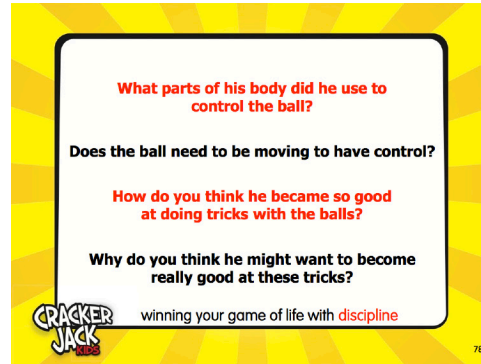 What parts of his body did he use to
control the ball?
Does the ball need to be moving to have control?
How do you think he became so good
at doing tricks with the balls?
Why do you think he might want to become
really good at these tricks?
winning your game of life with discipline
CRACKER
JACK
KIDS
78